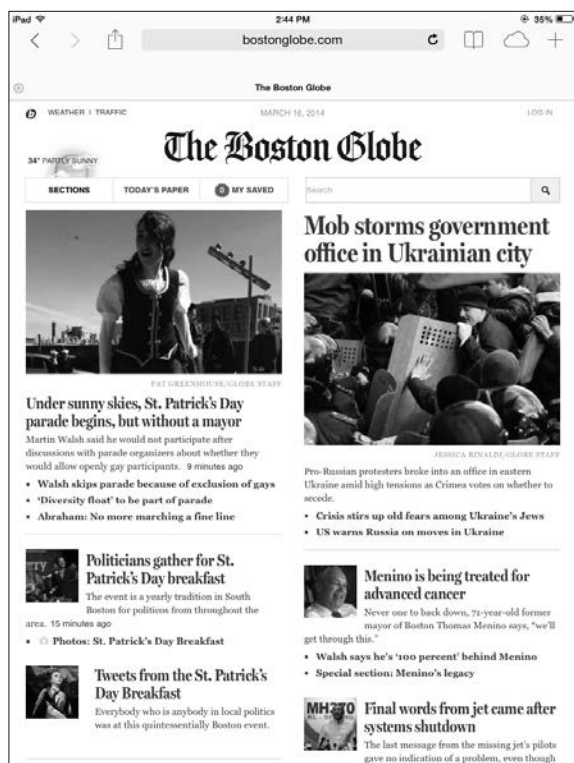 iPad 2:44 PM 35%
bostonglobe.com
The Boston Globe
b WEATHER | TRAFFIC MARCH 16, 2014 LOG IN
The Boston Globe
34° PARTLY SUNNY
SECTIONS TODAY'S PAPER 0 MY SAVED Search
PAT GREENHOUSE/GLOBE STAFF
Under sunny skies, St. Patrick's Day
parade begins, but without a mayor
Martin Walsh said he would not participate after
discussions with parade organizers about whether they
would allow openly gay participants. 9 minutes ago
▪ Walsh skips parade because of exclusion of gays
▪ 'Diversity float' to be part of parade
▪ Abraham: No more marching a fine line
Politicians gather for St.
Patrick's Day breakfast
The event is a yearly tradition in South
Boston for politicos from throughout the
area. 15 minutes ago
▪ Photos: St. Patrick's Day Breakfast
Tweets from the St. Patrick's
Day Breakfast
Everybody who is anybody in local politics
was at this quintessentially Boston event.
Mob storms government
office in Ukrainian city
JESSICA RINALDI/GLOBE STAFF
Pro-Russian protesters broke into an office in eastern
Ukraine amid high tensions as Crimea votes on whether to
secede.
▪ Crisis stirs up old fears among Ukraine's Jews
▪ US warns Russia on moves in Ukraine
Menino is being treated for
advanced cancer
Never one to back down, 71-year-old former
mayor of Boston Thomas Menino says, "we'll
get through this."
▪ Walsh says he's '100 percent' behind Menino
▪ Special section: Menino's legacy
MH370
Final words from jet came after
systems shutdown
The last message from the missing jet's pilots
gave no indication of a problem, even though